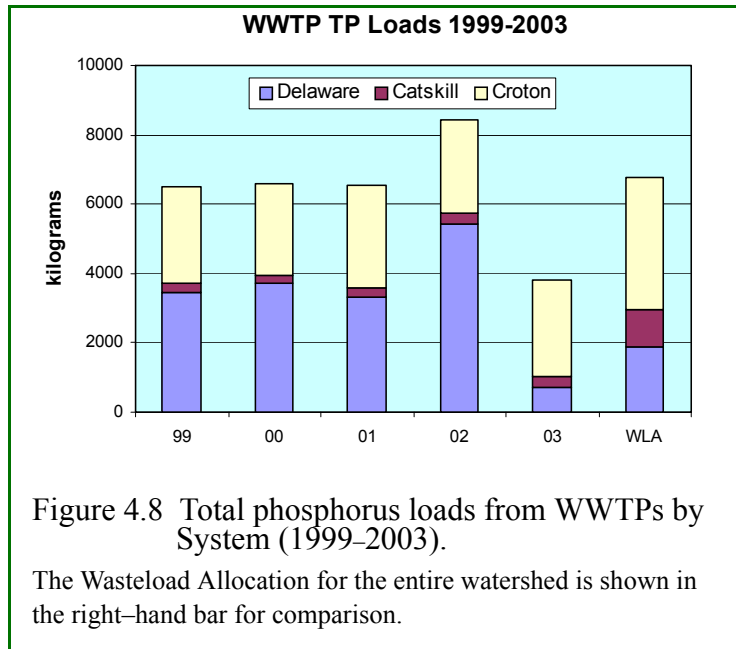 WWTP TP Loads 1999-2003
10000
8000
6000
4000
2000
0
kilograms
Delaware Catskill Croton
99 00 01 02 03 WLA
Figure 4.8 Total phosphorus loads from WWTPs by
System (1999–2003).
The Wasteload Allocation for the entire watershed is shown in
the right–hand bar for comparison.